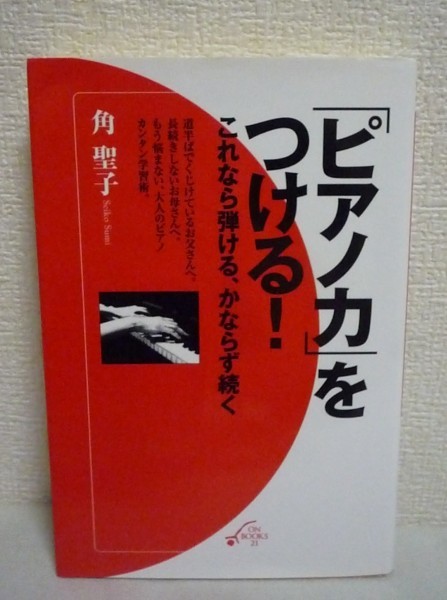 「ピアノ力」を
つける!
これなら弾ける、かならず続く
道半ばでくじけているお父さんへ。
長続きしないお母さんへ。
もう悩まない、大人のピアノ
カンタン学習術。
角 聖子
Seiko Sumi
ON
BOOKS
21